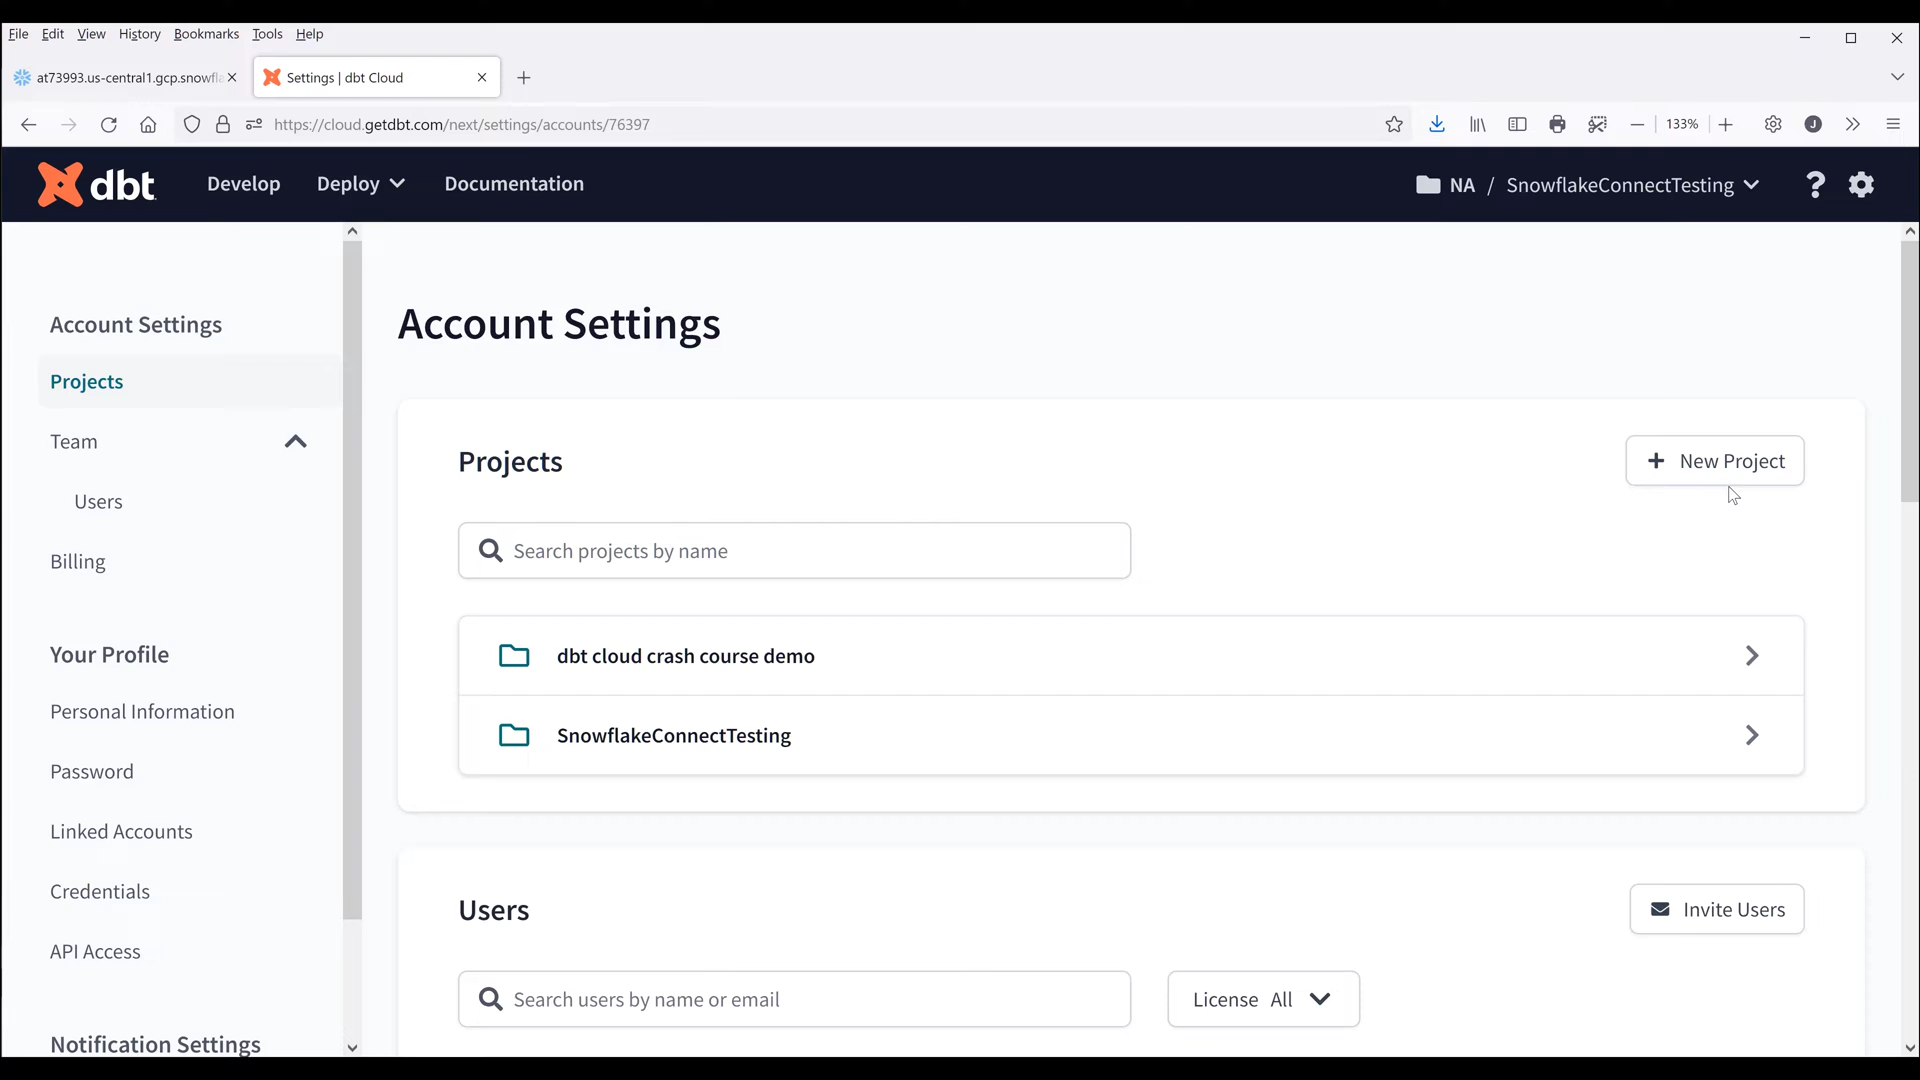 File Edit View History Bookmarks Tools Help
at73993.us-central1.gcp.snowfla
Settings | dbt Cloud
https://cloud.getdbt.com/next/settings/accounts/76397
133%
J
dbt
Develop
Deploy
Documentation
NA / SnowflakeConnectTesting
?
Account Settings
Projects
Team
Users
Billing
Your Profile
Personal Information
Password
Linked Accounts
Credentials
API Access
Notification Settings
Account Settings
Projects
+ New Project
Search projects by name
dbt cloud crash course demo
SnowflakeConnectTesting
Users
Invite Users
Search users by name or email
License All